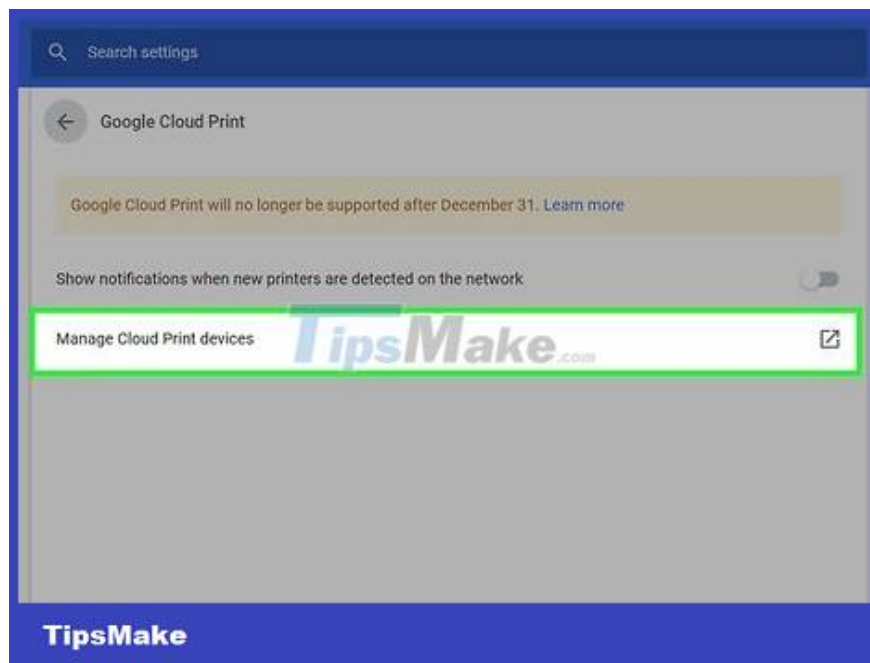 Search settings
Google Cloud Print
Google Cloud Print will no longer be supported after December 31. Learn more
Show notifications when new printers are detected on the network
Manage Cloud Print devices
TipsMake.com
TipsMake